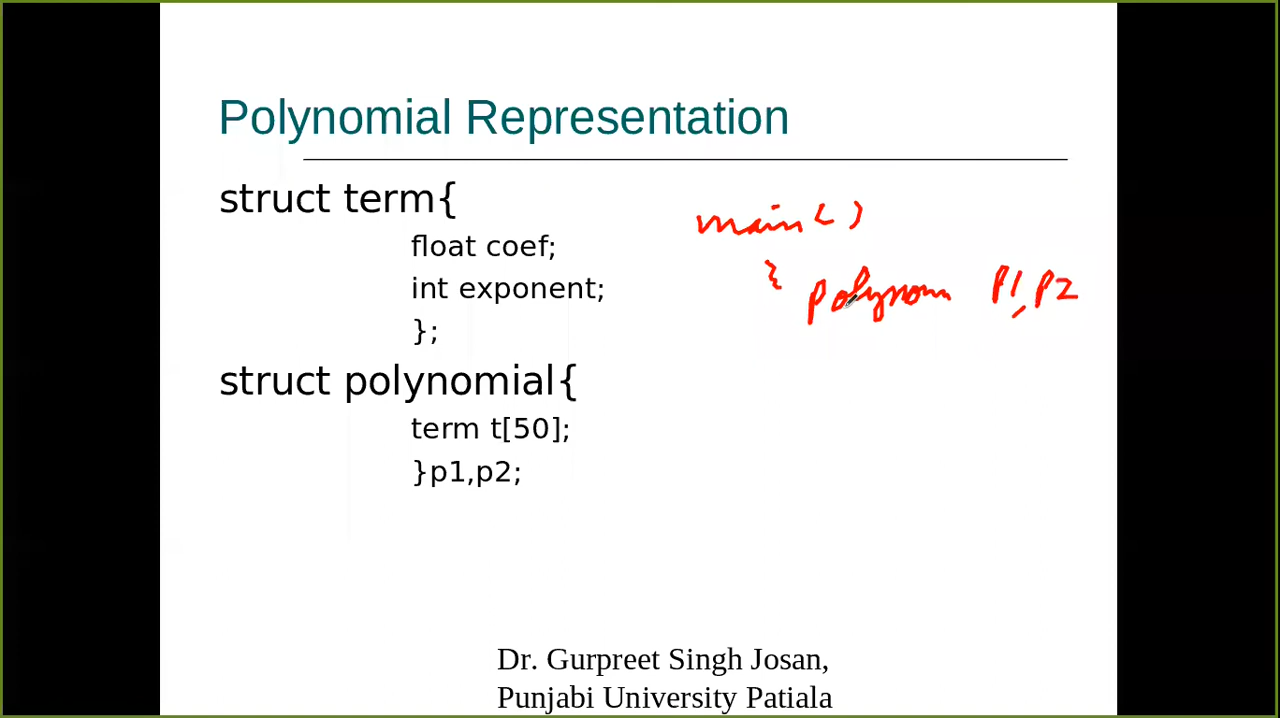 Polynomial Representation
struct term{
float coef;
int exponent;
};
struct polynomial{
term t[50];
}p1,p2;
main()
{ polynom P1,P2
Dr. Gurpreet Singh Josan,
Punjabi University Patiala